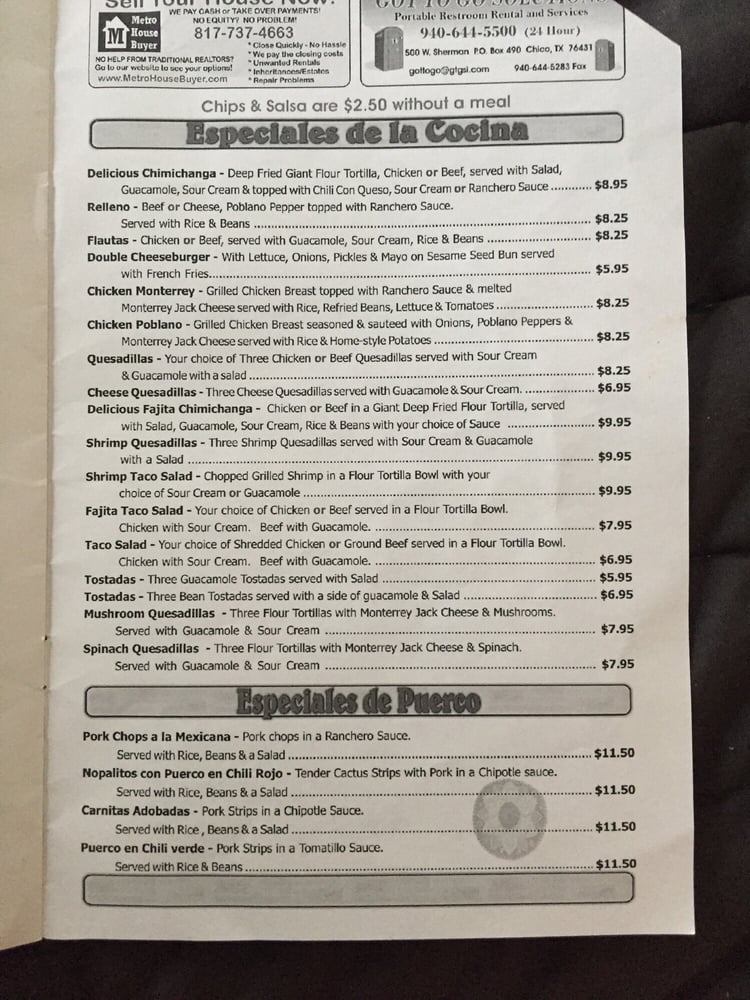 Sell Your House Now!
WE PAY CASH or TAKE OVER PAYMENTS!
NO EQUITY? NO PROBLEM!
Metro
House
Buyer
817-737-4663
NO HELP FROM TRADITIONAL REALTORS?
Go to our website to see your options!
www.MetroHouseBuyer.com
* Close Quickly - No Hassle
* We pay the closing costs
* Unwanted Rentals
* Inheritances/Estates
* Repair Problems
GOT TO GO SOLUTIONS
Portable Restroom Rental and Services
940-644-5500 (24 Hour)
500 W. Sherman P.O. Box 490 Chico, TX 76431
gottogo@gtgsl.com 940-644-5283 Fax
Chips & Salsa are $2.50 without a meal
Especiales de la Cocina
Delicious Chimichanga - Deep Fried Giant Flour Tortilla, Chicken or Beef, served with Salad,
Guacamole, Sour Cream & topped with Chili Con Queso, Sour Cream or Ranchero Sauce ........... $8.95
Relleno - Beef or Cheese, Poblano Pepper topped with Ranchero Sauce.
Served with Rice & Beans ........... $8.25
Flautas - Chicken or Beef, served with Guacamole, Sour Cream, Rice & Beans ........... $8.25
Double Cheeseburger - With Lettuce, Onions, Pickles & Mayo on Sesame Seed Bun served
with French Fries........... $5.95
Chicken Monterrey - Grilled Chicken Breast topped with Ranchero Sauce & melted
Monterrey Jack Cheese served with Rice, Refried Beans, Lettuce & Tomatoes ........... $8.25
Chicken Poblano - Grilled Chicken Breast seasoned & sauteed with Onions, Poblano Peppers &
Monterrey Jack Cheese served with Rice & Home-style Potatoes ........... $8.25
Quesadillas - Your choice of Three Chicken or Beef Quesadillas served with Sour Cream
& Guacamole with a salad ........... $8.25
Cheese Quesadillas - Three Cheese Quesadillas served with Guacamole & Sour Cream. ........... $6.95
Delicious Fajita Chimichanga - Chicken or Beef in a Giant Deep Fried Flour Tortilla, served
with Salad, Guacamole, Sour Cream, Rice & Beans with your choice of Sauce ........... $9.95
Shrimp Quesadillas - Three Shrimp Quesadillas served with Sour Cream & Guacamole
with a Salad ........... $9.95
Shrimp Taco Salad - Chopped Grilled Shrimp in a Flour Tortilla Bowl with your
choice of Sour Cream or Guacamole ........... $9.95
Fajita Taco Salad - Your choice of Chicken or Beef served in a Flour Tortilla Bowl.
Chicken with Sour Cream. Beef with Guacamole. ........... $7.95
Taco Salad - Your choice of Shredded Chicken or Ground Beef served in a Flour Tortilla Bowl.
Chicken with Sour Cream. Beef with Guacamole. ........... $6.95
Tostadas - Three Guacamole Tostadas served with Salad ........... $5.95
Tostadas - Three Bean Tostadas served with a side of guacamole & Salad ........... $6.95
Mushroom Quesadillas - Three Flour Tortillas with Monterrey Jack Cheese & Mushrooms.
Served with Guacamole & Sour Cream ........... $7.95
Spinach Quesadillas - Three Flour Tortillas with Monterrey Jack Cheese & Spinach.
Served with Guacamole & Sour Cream ........... $7.95
Especiales de Puerco
Pork Chops a la Mexicana - Pork chops in a Ranchero Sauce.
Served with Rice, Beans & a Salad ........... $11.50
Nopalitos con Puerco en Chili Rojo - Tender Cactus Strips with Pork in a Chipotle sauce.
Served with Rice, Beans & a Salad ........... $11.50
Carnitas Adobadas - Pork Strips in a Chipotle Sauce.
Served with Rice , Beans & a Salad ........... $11.50
Puerco en Chili verde - Pork Strips in a Tomatillo Sauce.
Served with Rice & Beans ........... $11.50